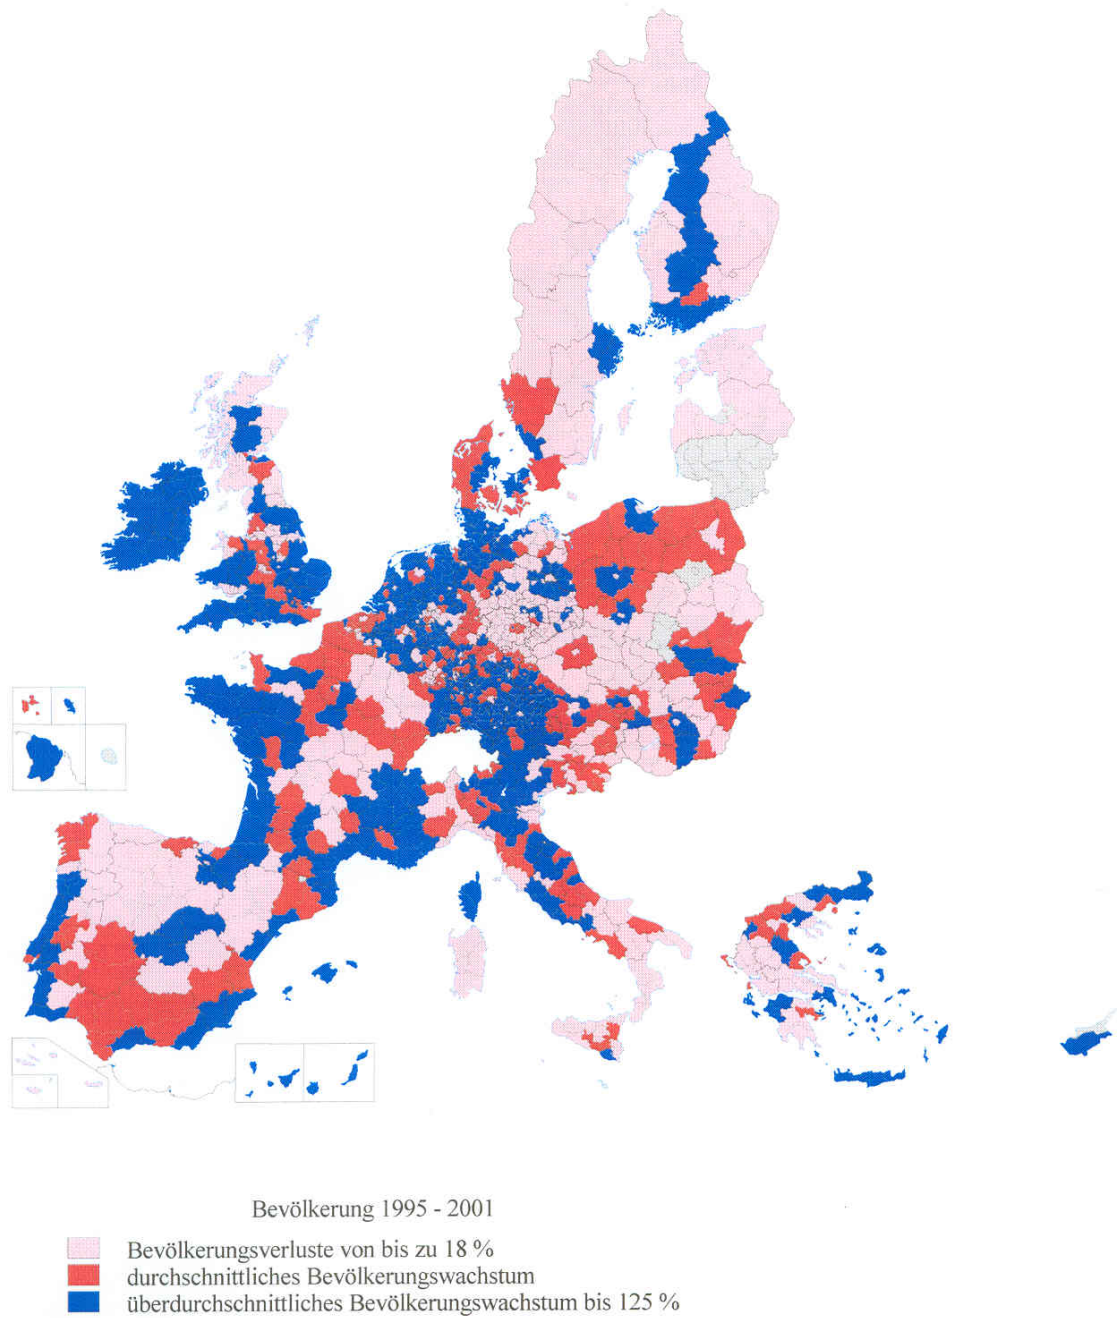 Bevölkerung 1995 - 2001
Bevölkerungsverluste von bis zu 18 %
durchschnittliches Bevölkerungswachstum
überdurchschnittliches Bevölkerungswachstum bis 125 %